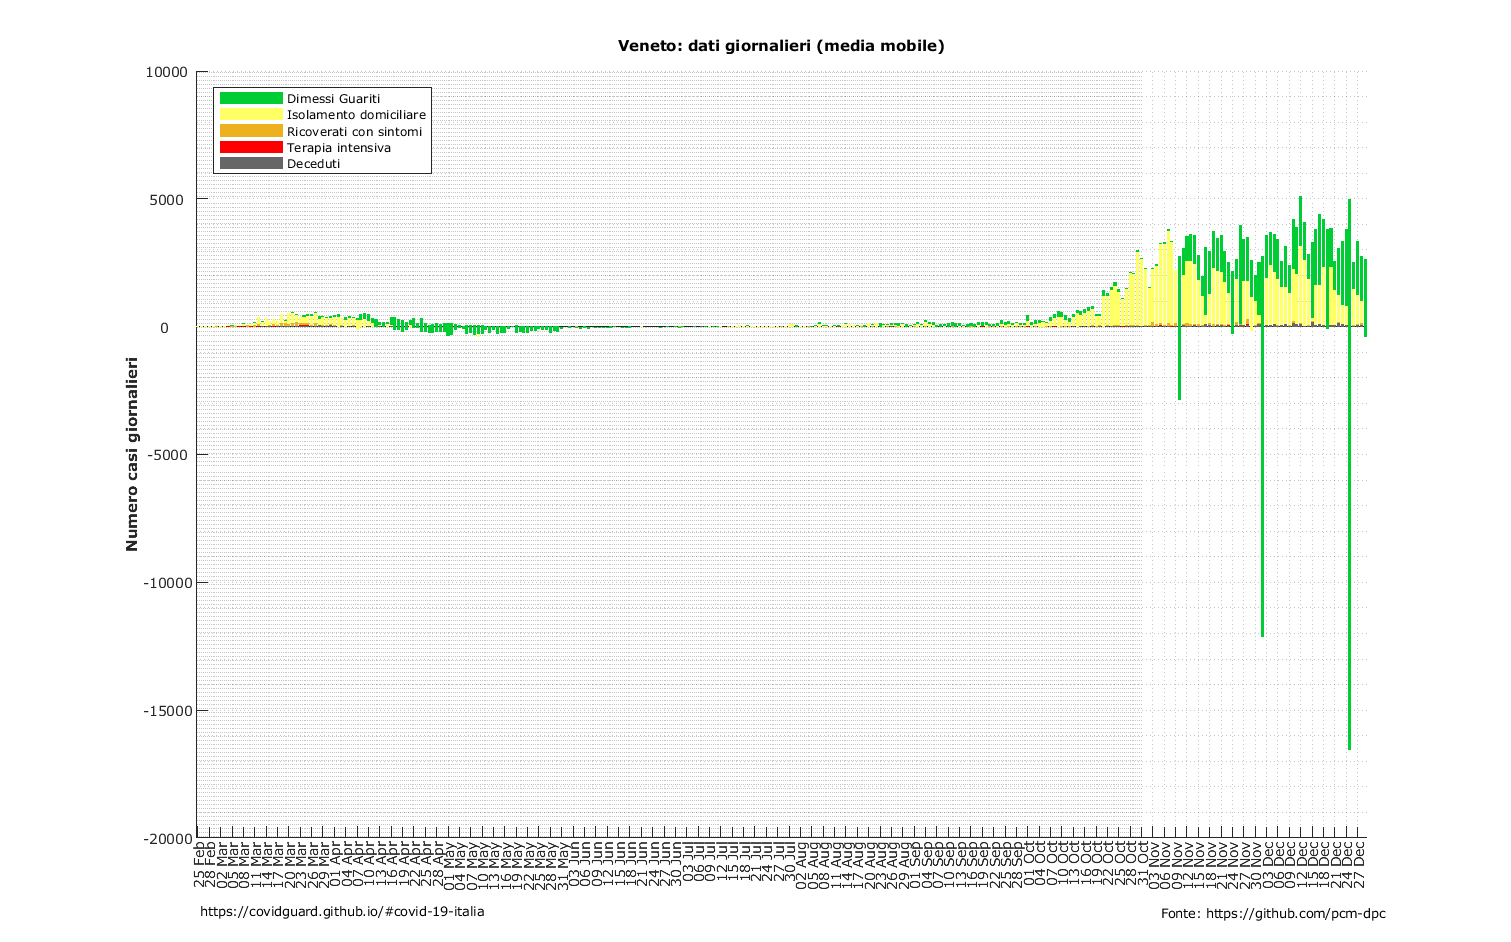 Veneto: dati giornalieri (media mobile)
10000
5000
0
-5000
-10000
-15000
-20000
Numero casi giornalieri
Dimessi Guariti
Isolamento domiciliare
Ricoverati con sintomi
Terapia intensiva
Deceduti
25 Feb
28 Feb
02 Mar
05 Mar
08 Mar
11 Mar
14 Mar
17 Mar
20 Mar
23 Mar
26 Mar
29 Mar
01 Apr
04 Apr
07 Apr
10 Apr
13 Apr
16 Apr
19 Apr
22 Apr
25 Apr
28 Apr
01 May
04 May
07 May
10 May
13 May
16 May
19 May
22 May
25 May
28 May
31 May
03 Jun
06 Jun
09 Jun
12 Jun
15 Jun
18 Jun
21 Jun
24 Jun
27 Jun
30 Jun
03 Jul
06 Jul
09 Jul
12 Jul
15 Jul
18 Jul
21 Jul
24 Jul
27 Jul
30 Jul
02 Aug
05 Aug
08 Aug
11 Aug
14 Aug
17 Aug
20 Aug
23 Aug
26 Aug
29 Aug
01 Sep
04 Sep
07 Sep
10 Sep
13 Sep
16 Sep
19 Sep
22 Sep
25 Sep
28 Sep
01 Oct
04 Oct
07 Oct
10 Oct
13 Oct
16 Oct
19 Oct
22 Oct
25 Oct
28 Oct
31 Oct
03 Nov
06 Nov
09 Nov
12 Nov
15 Nov
18 Nov
21 Nov
24 Nov
27 Nov
30 Nov
03 Dec
06 Dec
09 Dec
12 Dec
15 Dec
18 Dec
21 Dec
24 Dec
27 Dec
https://covidguard.github.io/#covid-19-italia
Fonte: https://github.com/pcm-dpc